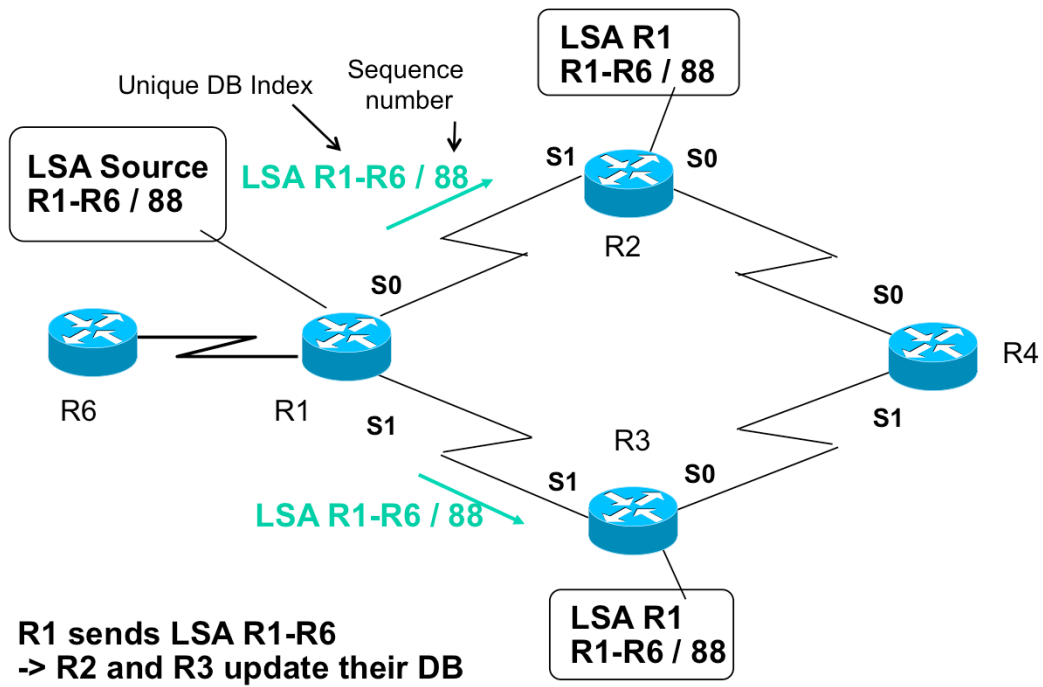 LSA R1
R1-R6 / 88
Unique DB Index
Sequence
number
LSA Source
R1-R6 / 88
LSA R1-R6 / 88
S1
S0
R2
S0
S0
R6
R1
R4
S1
S1
R3
S1
S0
LSA R1-R6 / 88
LSA R1
R1-R6 / 88
R1 sends LSA R1-R6
-> R2 and R3 update their DB